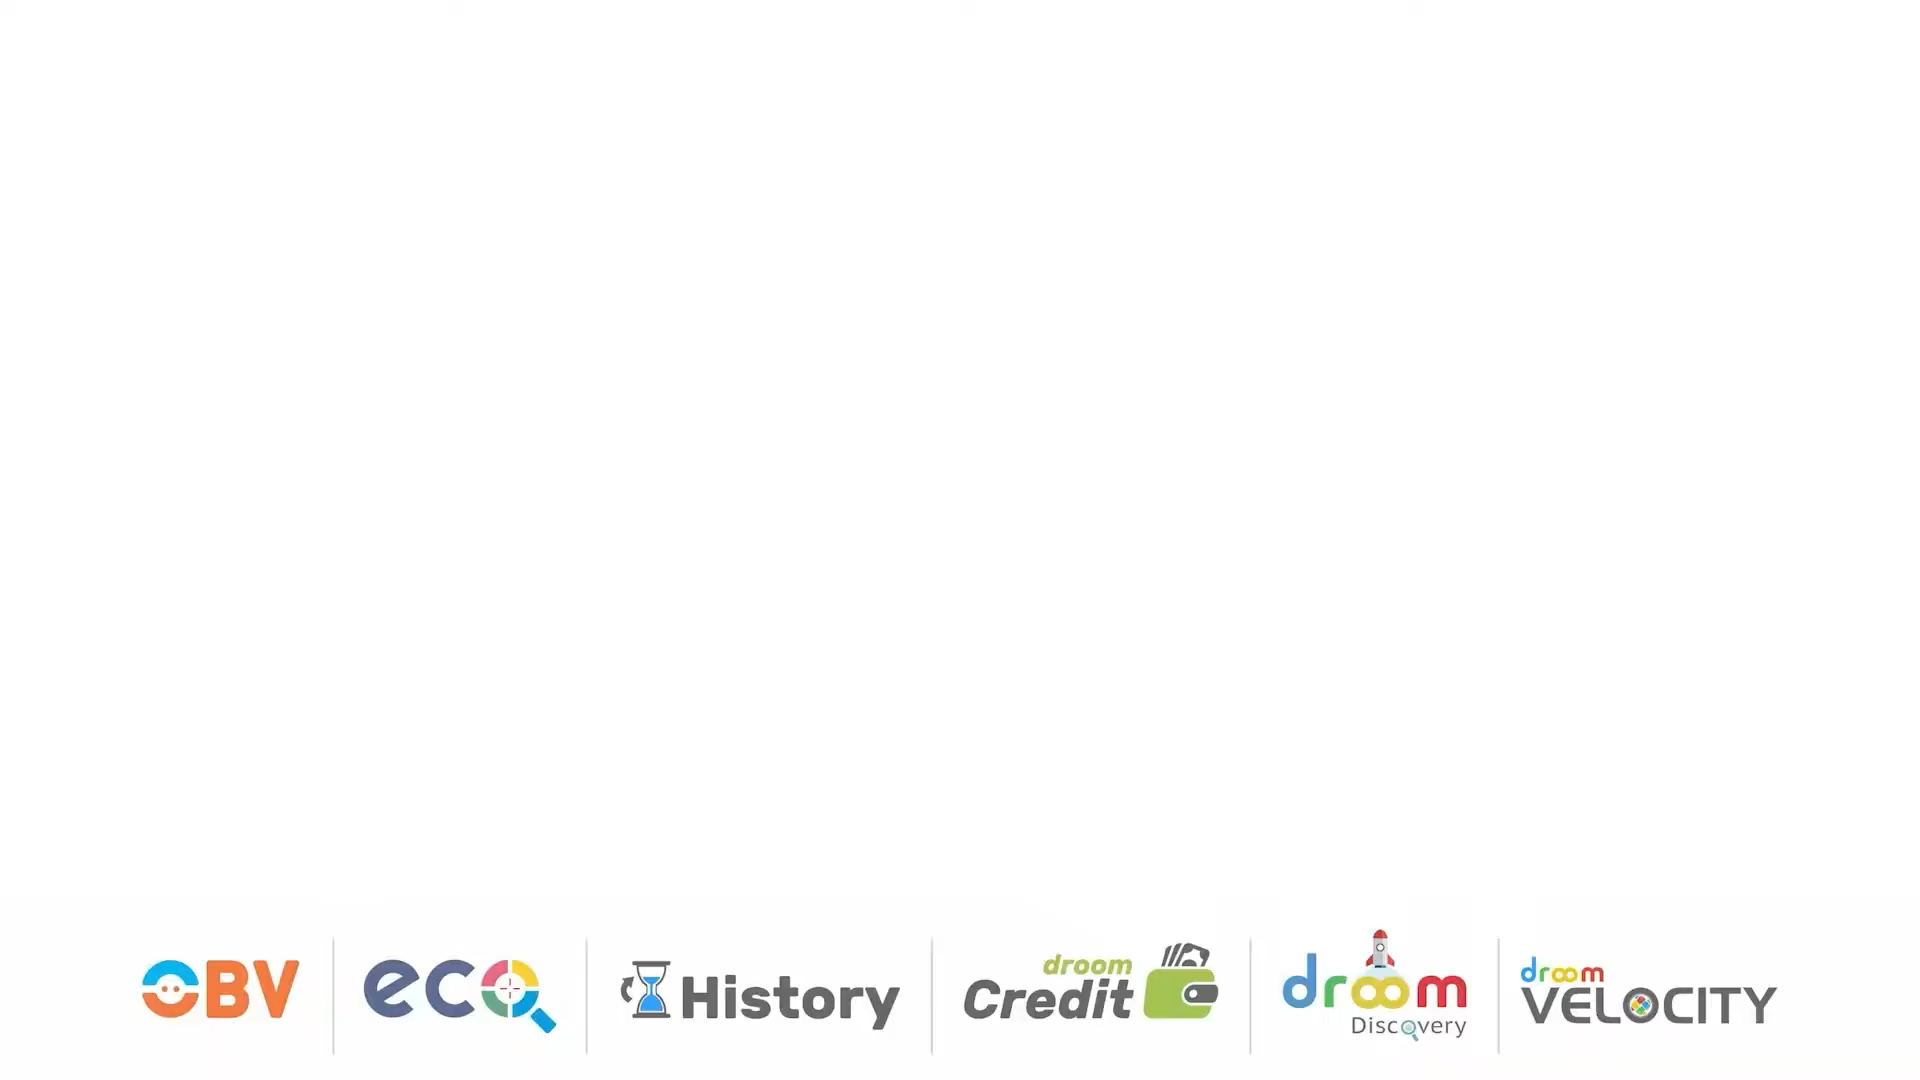 OBV
eco
History
droom
Credit
droom
Discovery
droom
VELOCITY